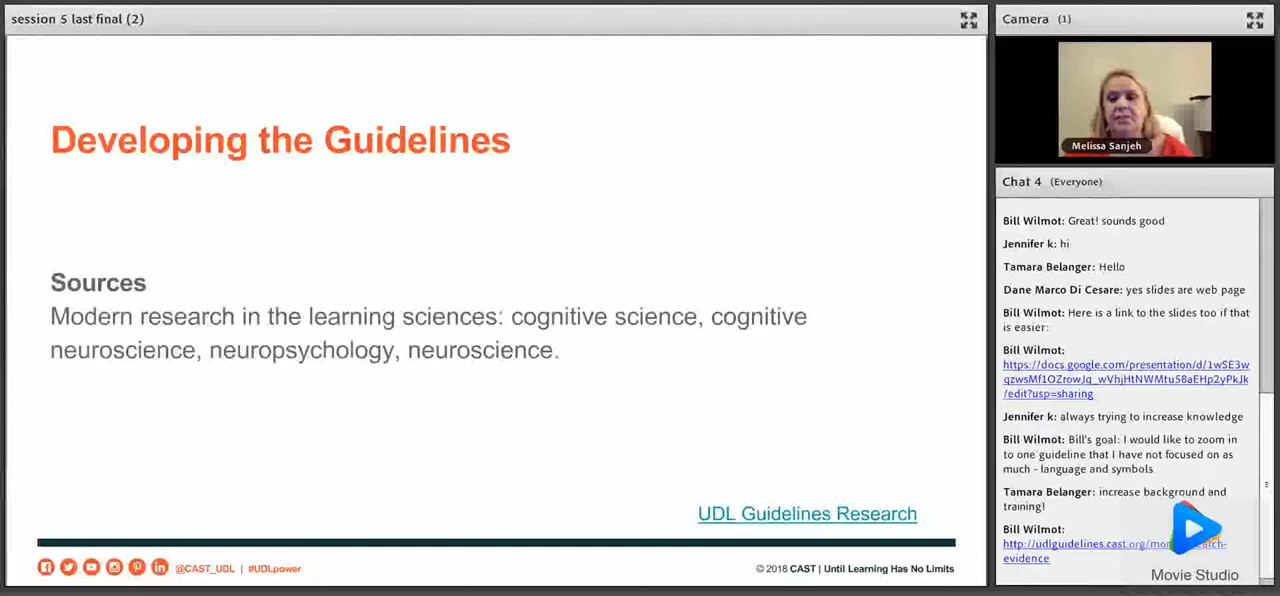 session 5 last final (2)
Developing the Guidelines
Sources
Modern research in the learning sciences: cognitive science, cognitive
neuroscience, neuropsychology, neuroscience.
UDL Guidelines Research
@CAST_UDL | #UDLpower
© 2018 CAST | Until Learning Has No Limits
Camera (1)
Melissa Sanjeh
Chat 4 (Everyone)
Bill Wilmot: Great! sounds good
Jennifer k: hi
Tamara Belanger: Hello
Dane Marco Di Cesare: yes slides are web page
Bill Wilmot: Here is a link to the slides too if that
is easier:
Bill Wilmot:
https://docs.google.com/presentation/d/1wSE3w
qzwsMf1OZrowJq_wVhjHtNWMtu58aEHp2yPkJk
/edit?usp=sharing
Jennifer k: always trying to increase knowledge
Bill Wilmot: Bill's goal: I would like to zoom in
to one guideline that I have not focused on as
much - language and symbols
Tamara Belanger: increase background and
training!
Bill Wilmot:
http://udlguidelines.cast.org/
evidence
Movie Studio